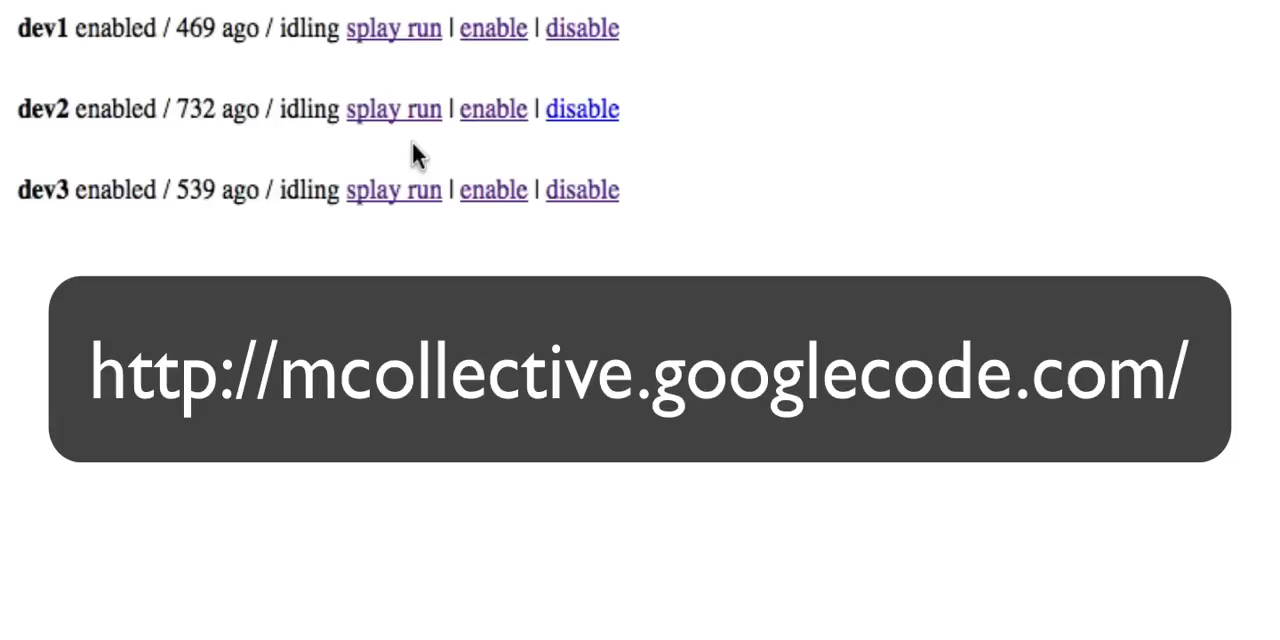 dev1 enabled / 469 ago / idling splay run | enable | disable
dev2 enabled / 732 ago / idling splay run | enable | disable
dev3 enabled / 539 ago / idling splay run | enable | disable
http://mcollective.googlecode.com/